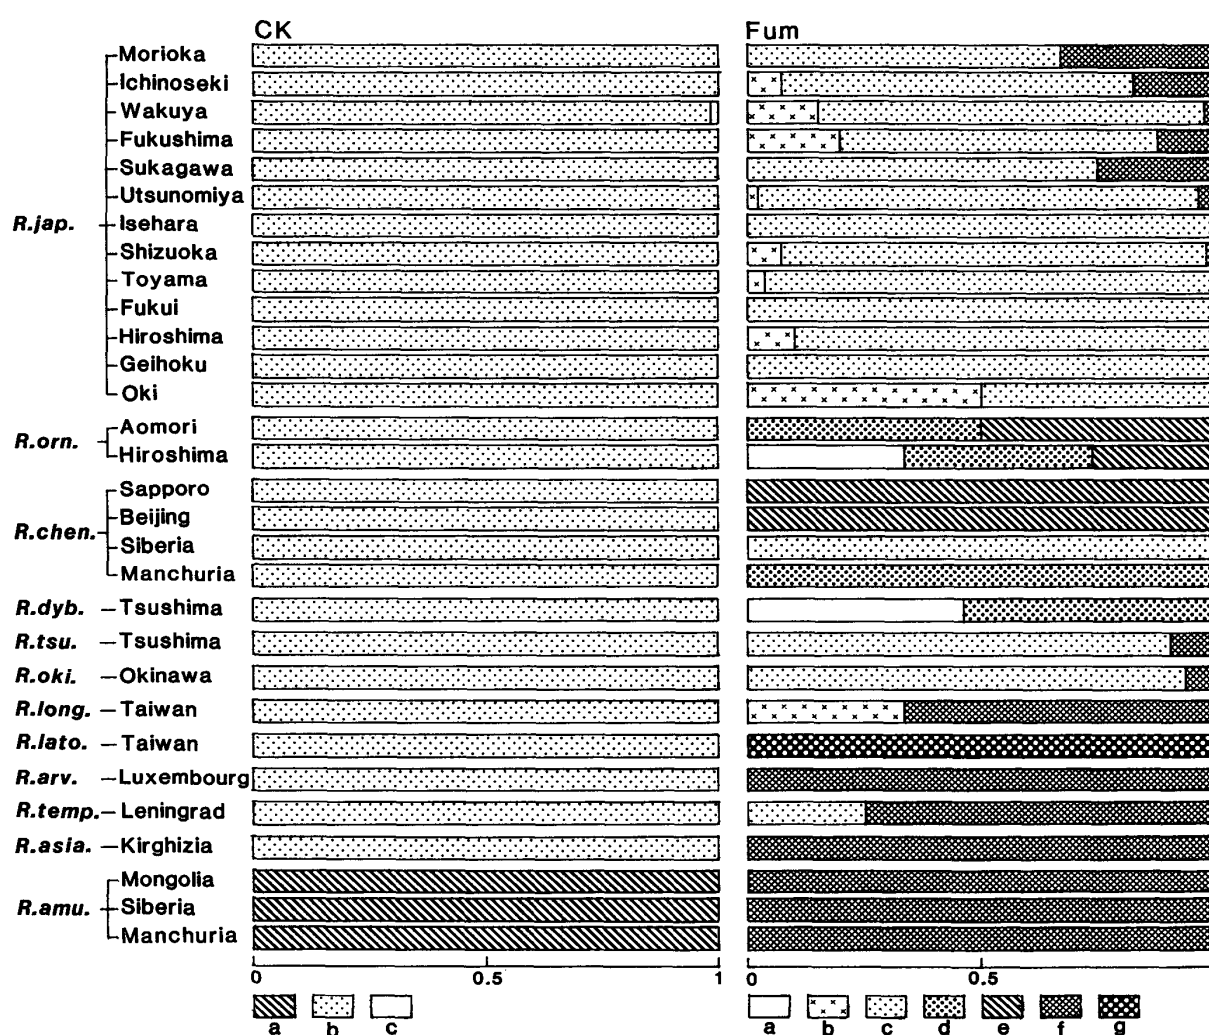 CK Fum
Morioka
Ichinoseki
Wakuya
Fukushima
Sukagawa
Utsunomiya
R.jap. Isehara
Shizuoka
Toyama
Fukui
Hiroshima
Geihoku
Oki
R.orn. Aomori
Hiroshima
Sapporo
Beijing
R.chen. Siberia
Manchuria
R.dyb. Tsushima
R.tsu. Tsushima
R.oki. Okinawa
R.long. Taiwan
R.lato. Taiwan
R.arv. Luxembourg
R.temp. Leningrad
R.asia. Kirghizia
Mongolia
R.amu. Siberia
Manchuria
0 0.5 1 0 0.5
a b c a b c d e f g